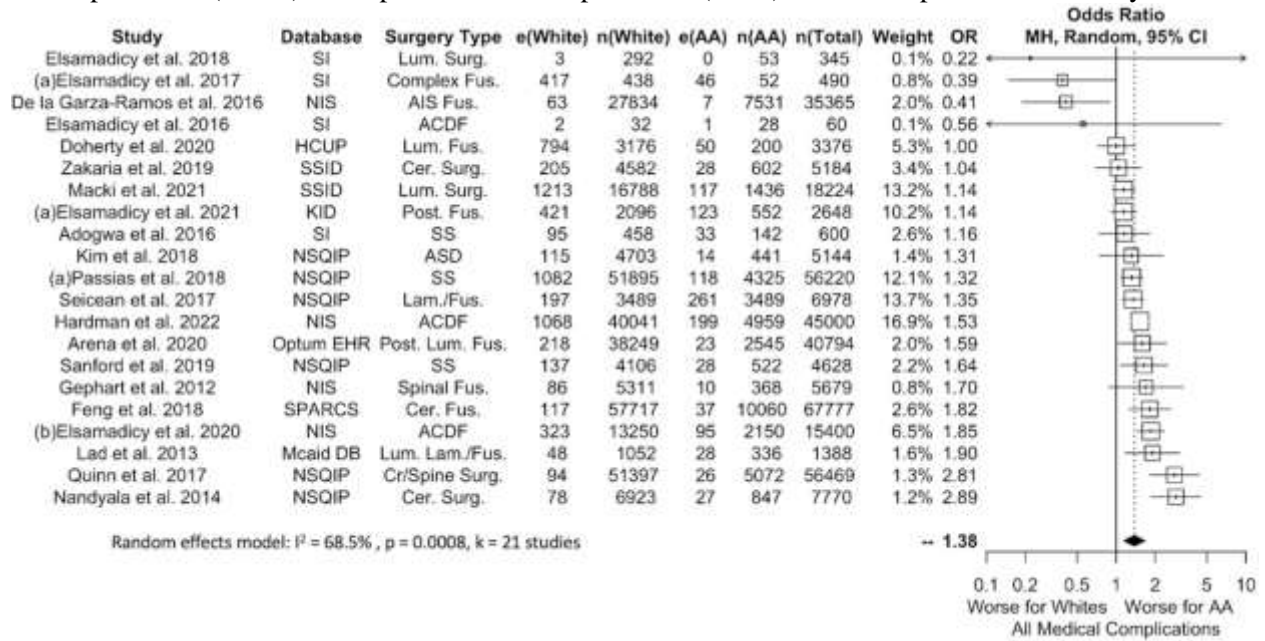 Odds Ratio
Study Database Surgery Type e(White) n(White) e(AA) n(AA) n(Total) Weight OR MH, Random, 95% CI
Elsamadicy et al. 2018 SI Lum. Surg. 3 292 0 53 345 0.1% 0.22
(a)Elsamadicy et al. 2017 SI Complex Fus. 417 438 46 52 490 0.8% 0.39
De la Garza-Ramos et al. 2016 NIS AIS Fus. 63 27834 7 7531 35365 2.0% 0.41
Elsamadicy et al. 2016 SI ACDF 2 32 1 28 60 0.1% 0.56
Doherty et al. 2020 HCUP Lum. Fus. 794 3176 50 200 3376 5.3% 1.00
Zakaria et al. 2019 SSID Cer. Surg. 205 4582 28 602 5184 3.4% 1.04
Macki et al. 2021 SSID Lum. Surg. 1213 16788 117 1436 18224 13.2% 1.14
(a)Elsamadicy et al. 2021 KID Post. Fus. 421 2096 123 552 2648 10.2% 1.14
Adogwa et al. 2016 SI SS 95 458 33 142 600 2.6% 1.16
Kim et al. 2018 NSQIP ASD 115 4703 14 441 5144 1.4% 1.31
(a)Passias et al. 2018 NSQIP SS 1082 51895 118 4325 56220 12.1% 1.32
Seicean et al. 2017 NSQIP Lam./Fus. 197 3489 261 3489 6978 13.7% 1.35
Hardman et al. 2022 NIS ACDF 1068 40041 199 4959 45000 16.9% 1.53
Arena et al. 2020 Optum EHR Post. Lum. Fus. 218 38249 23 2545 40794 2.0% 1.59
Sanford et al. 2019 NSQIP SS 137 4106 28 522 4628 2.2% 1.64
Gephart et al. 2012 NIS Spinal Fus. 86 5311 10 368 5679 0.8% 1.70
Feng et al. 2018 SPARCS Cer. Fus. 117 57717 37 10060 67777 2.6% 1.82
(b)Elsamadicy et al. 2020 NIS ACDF 323 13250 95 2150 15400 6.5% 1.85
Lad et al. 2013 Mcaid DB Lum. Lam./Fus. 48 1052 28 336 1388 1.6% 1.90
Quinn et al. 2017 NSQIP Cr/Spine Surg. 94 51397 26 5072 56469 1.3% 2.81
Nandyala et al. 2014 NSQIP Cer. Surg. 78 6923 27 847 7770 1.2% 2.89
Random effects model: I² = 68.5% , p = 0.0008, k = 21 studies -- 1.38
0.1 0.2 0.5 1 2 5 10
Worse for Whites Worse for AA
All Medical Complications